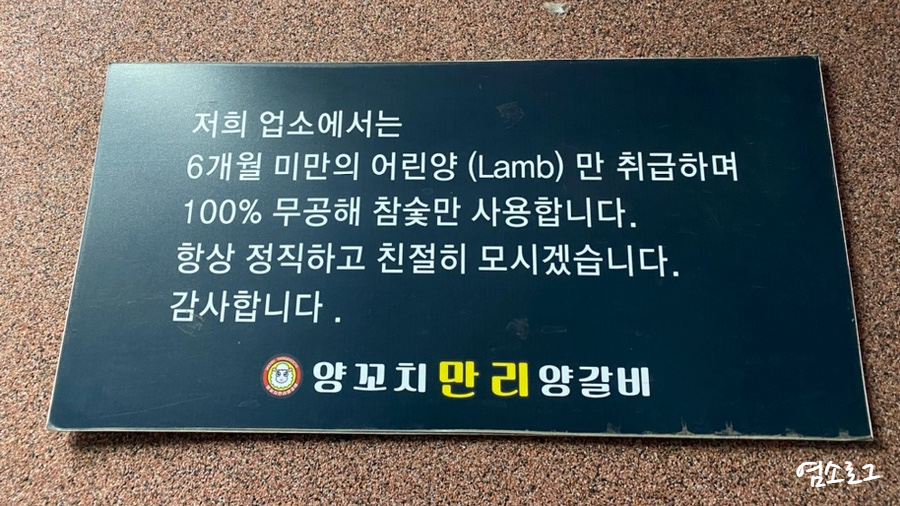 저희 업소에서는
6개월 미만의 어린양 (Lamb) 만 취급하며
100% 무공해 참숯만 사용합니다.
항상 정직하고 친절히 모시겠습니다.
감사합니다 .
양꼬치 만리 양갈비
염소로그